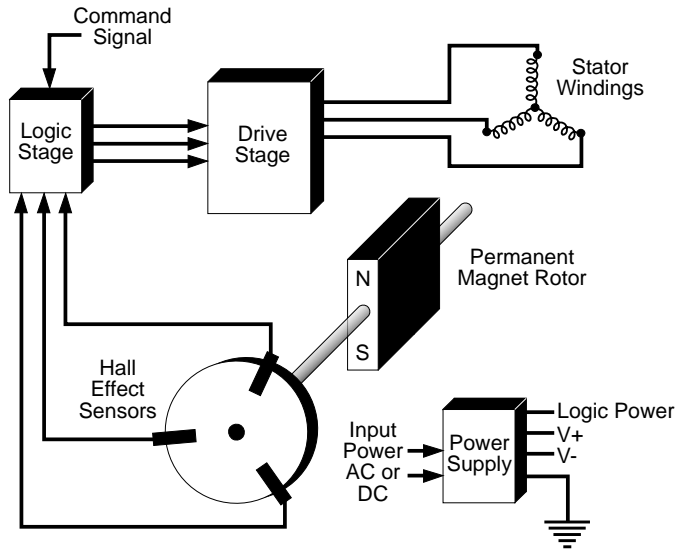 Command
Signal
Logic
Stage
Drive
Stage
Stator
Windings
N
S
Permanent
Magnet Rotor
Hall
Effect
Sensors
Input
Power
AC or
DC
Power
Supply
Logic Power
V+
V-